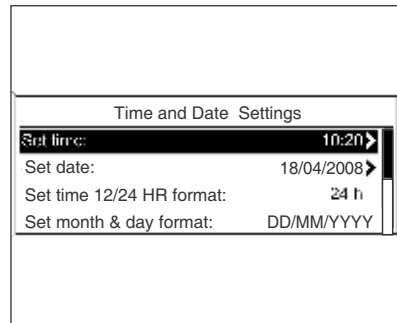 Time and Date Settings
Set time: 10:20
Set date: 18/04/2008
Set time 12/24 HR format: 24 h
Set month & day format: DD/MM/YYYY